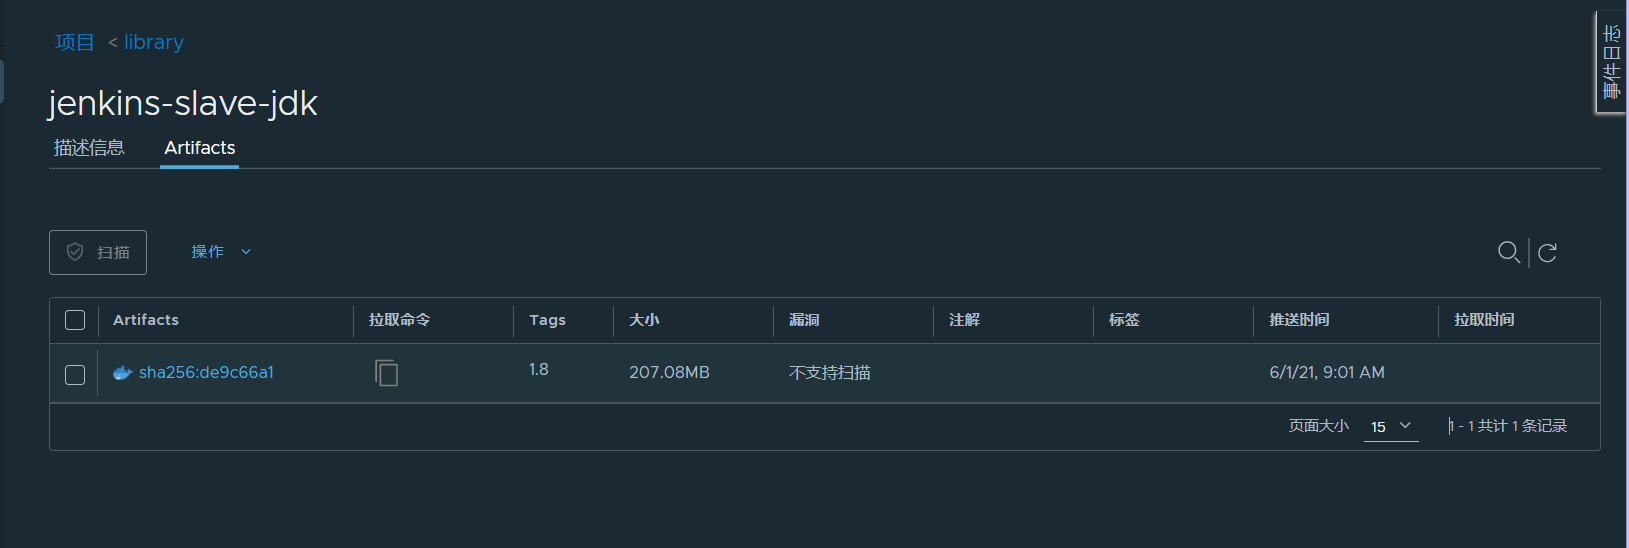 项目 < library
事件日志
jenkins-slave-jdk
描述信息 Artifacts
扫描 操作
Artifacts 拉取命令 Tags 大小 漏洞 注解 标签 推送时间 拉取时间
sha256:de9c66a1 1.8 207.08MB 不支持扫描 6/1/21, 9:01 AM
页面大小 15 1 - 1 共计 1 条记录